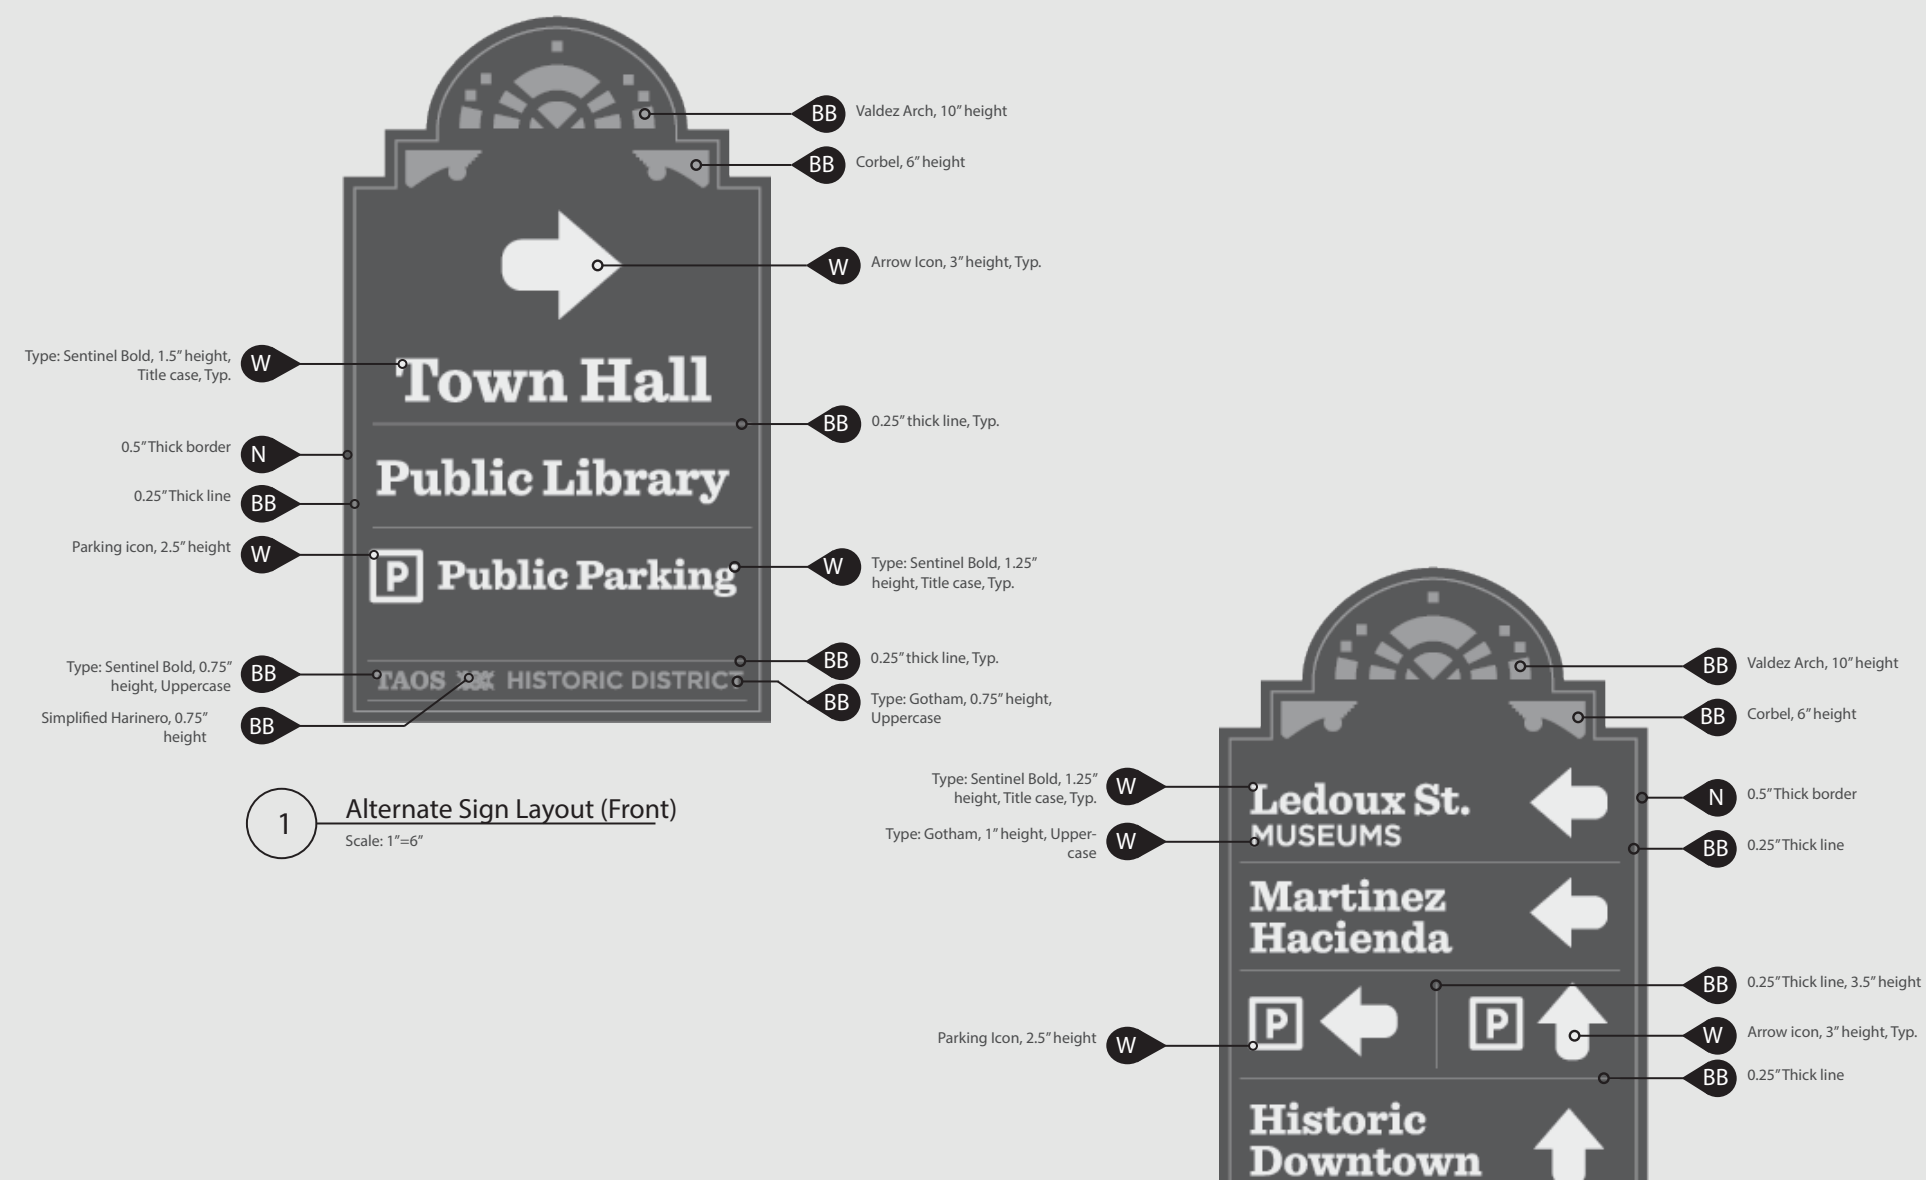 BB Valdez Arch, 10" height
BB Corbel, 6" height
W Arrow Icon, 3" height, Typ.
Type: Sentinel Bold, 1.5" height,
Title case, Typ.
W
Town Hall
BB 0.25" thick line, Typ.
0.5" Thick border N
Public Library
0.25" Thick line BB
Parking icon, 2.5" height W
P Public Parking
W Type: Sentinel Bold, 1.25"
height, Title case, Typ.
BB 0.25" thick line, Typ.
Type: Sentinel Bold, 0.75"
height, Uppercase
BB
TAOS HISTORIC DISTRICT
BB Type: Gotham, 0.75" height,
Uppercase
Simplified Harinero, 0.75"
height
BB
1 Alternate Sign Layout (Front)
Scale: 1"=6"
BB Valdez Arch, 10" height
BB Corbel, 6" height
Type: Sentinel Bold, 1.25"
height, Title case, Typ.
W
Ledoux St.
N 0.5" Thick border
Type: Gotham, 1" height, Upper-
case
W
MUSEUMS
BB 0.25" Thick line
Martinez
Hacienda
BB 0.25" Thick line, 3.5" height
P P
W Arrow icon, 3" height, Typ.
Parking Icon, 2.5" height W
BB 0.25" Thick line
Historic
Downtown